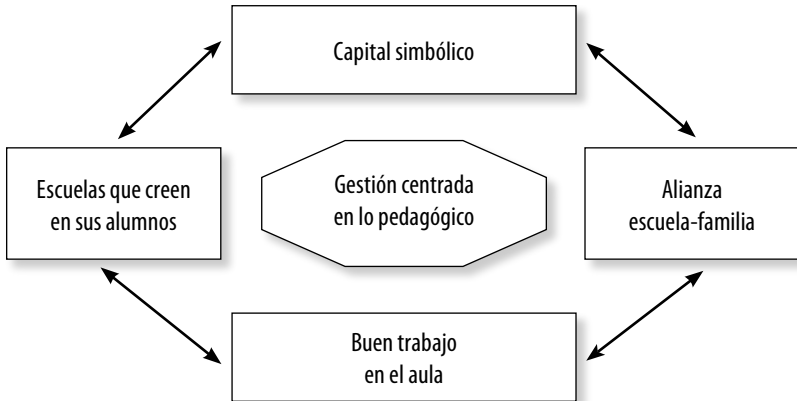 Capital simbólico
Escuelas que creen
en sus alumnos
Gestión centrada
en lo pedagógico
Alianza
escuela-familia
Buen trabajo
en el aula